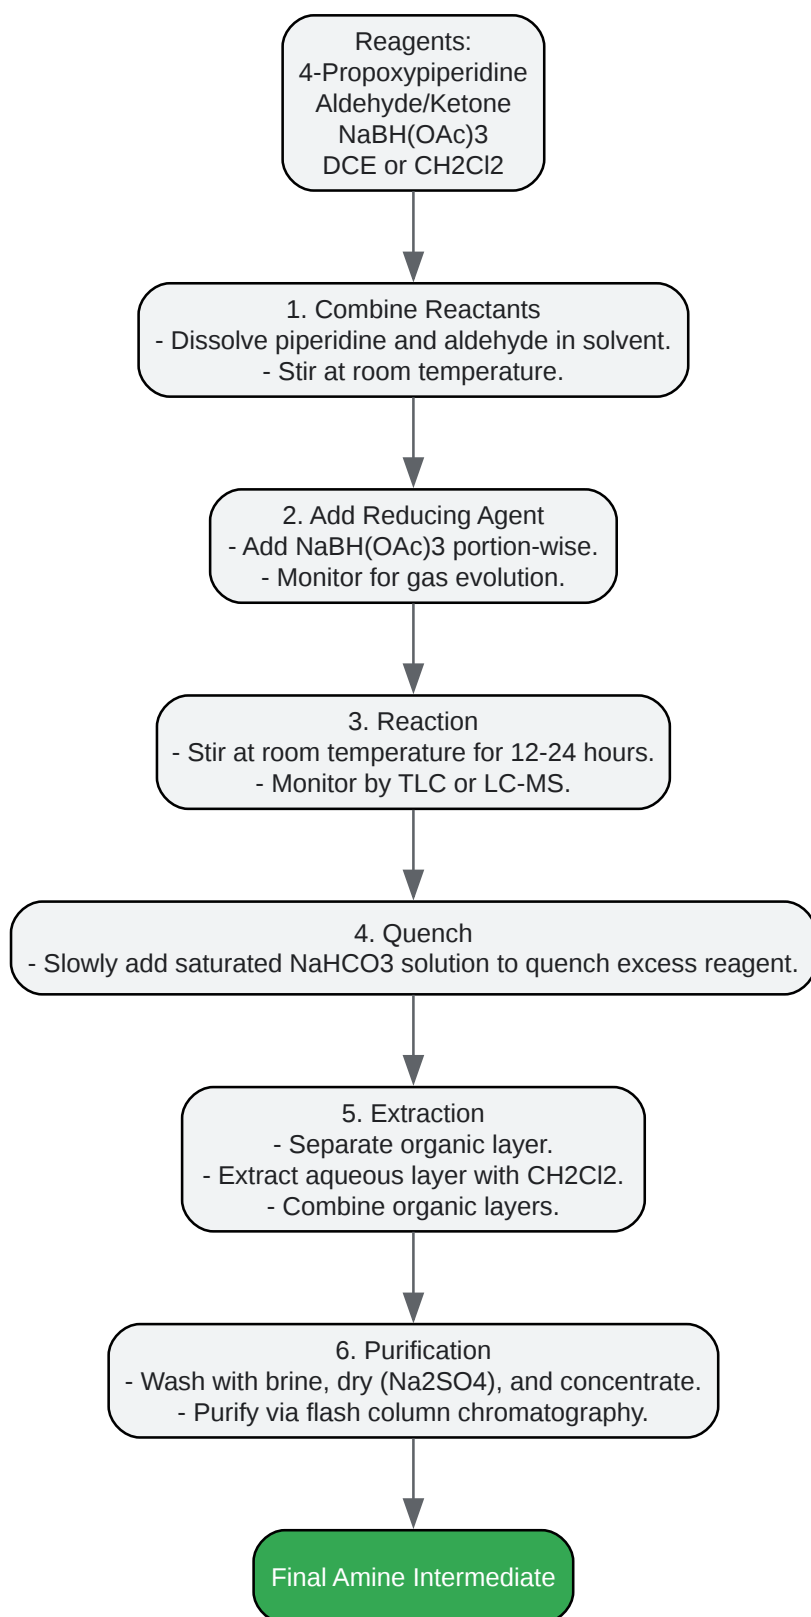 Reagents:
4-Propoxypiperidine
Aldehyde/Ketone
NaBH(OAc)3
DCE or CH2Cl2
1. Combine Reactants
- Dissolve piperidine and aldehyde in solvent.
- Stir at room temperature.
2. Add Reducing Agent
- Add NaBH(OAc)3 portion-wise.
- Monitor for gas evolution.
3. Reaction
- Stir at room temperature for 12-24 hours.
- Monitor by TLC or LC-MS.
4. Quench
- Slowly add saturated NaHCO3 solution to quench excess reagent.
5. Extraction
- Separate organic layer.
- Extract aqueous layer with CH2Cl2.
- Combine organic layers.
6. Purification
- Wash with brine, dry (Na2SO4), and concentrate.
- Purify via flash column chromatography.
Final Amine Intermediate